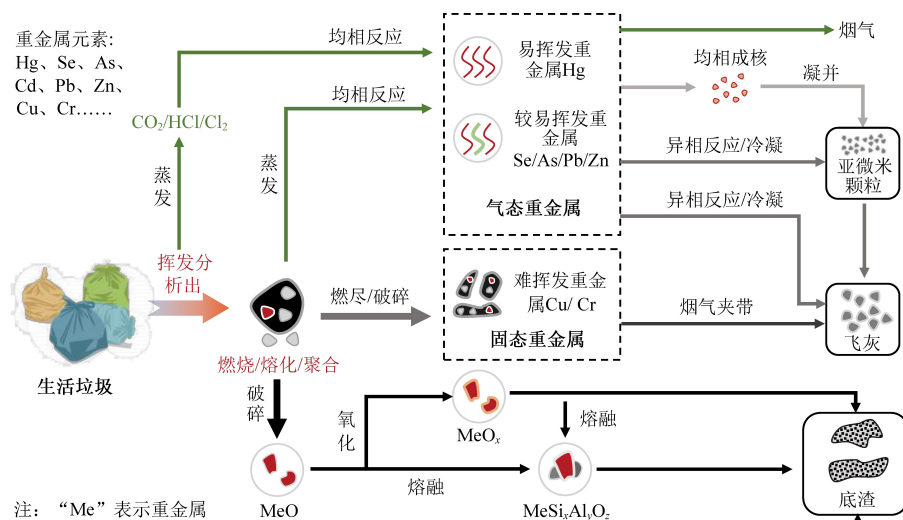 重金属元素:
Hg、Se、As、
Cd、Pb、Zn、
Cu、Cr……
CO₂/HCl/Cl₂
蒸发
挥发分
析出
生活垃圾
均相反应
均相反应
蒸发
燃烧/熔化/聚合
燃尽/破碎
易挥发重
金属Hg
较易挥发重
金属
Se/As/Pb/Zn
气态重金属
难挥发重金
属Cu/ Cr
固态重金属
烟气
均相成核
凝并
异相反应/冷凝
亚微米
颗粒
异相反应/冷凝
烟气夹带
飞灰
破碎
氧化
MeOₓ
熔融
MeO
熔融
MeSiₓAlᵧO𝓏
底渣
注: “Me”表示重金属